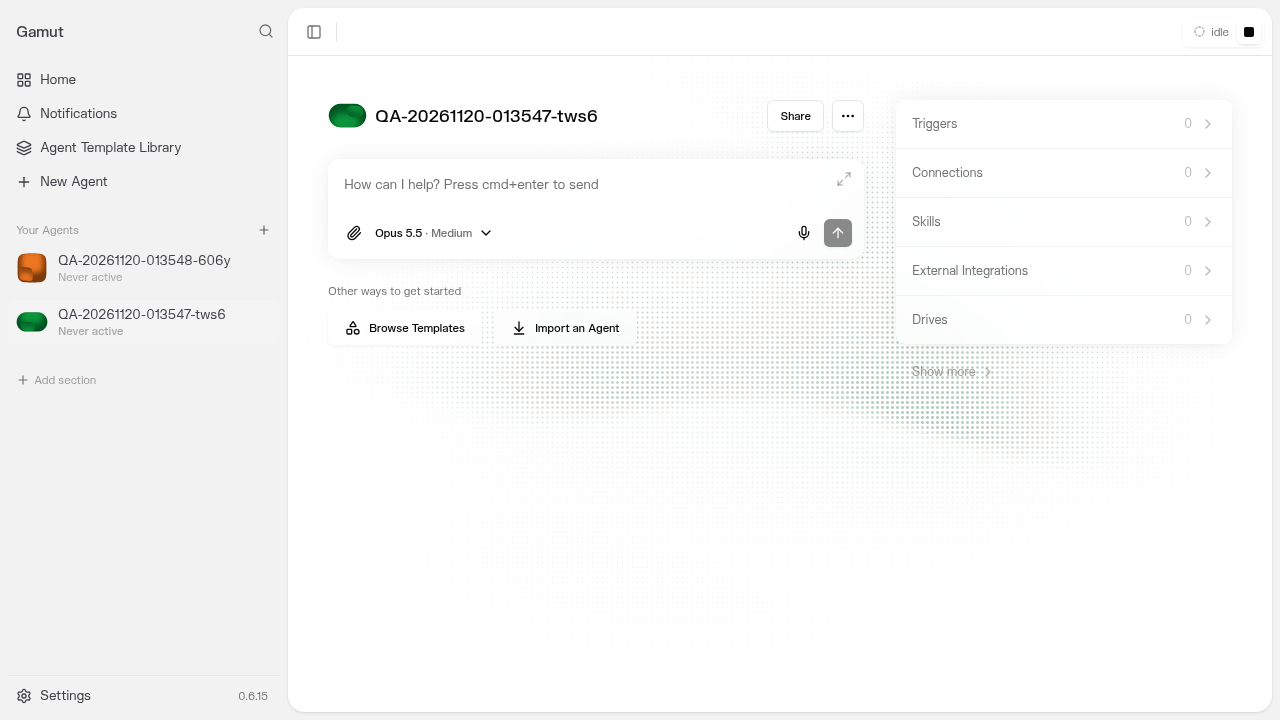 Gamut
Home
Notifications
Agent Template Library
New Agent
Your Agents
QA-20261120-013548-606y
Never active
QA-20261120-013547-tws6
Never active
Add section
Settings
0.6.15
idle
QA-20261120-013547-tws6
Share
How can I help? Press cmd+enter to send
Opus 5.5 · Medium
Other ways to get started
Browse Templates
Import an Agent
Triggers 0
Connections 0
Skills 0
External Integrations 0
Drives 0
Show more